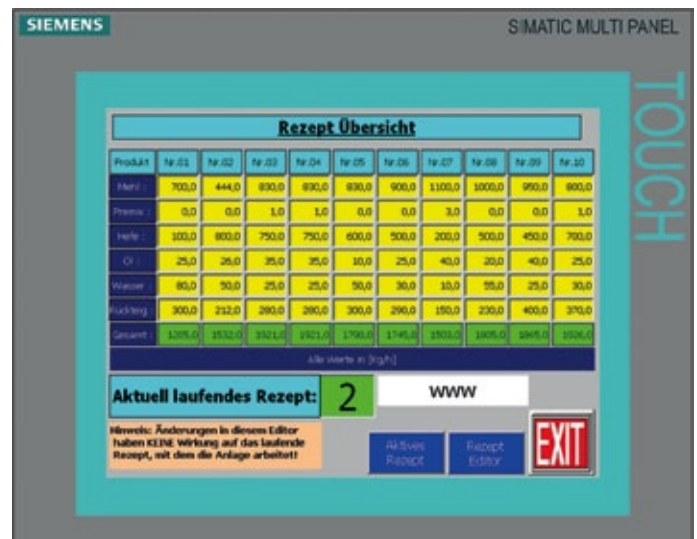 SIEMENS
SIMATIC MULTI PANEL
TOUCH
Rezept Übersicht
Produkt Nr.01 Nr.02 Nr.03 Nr.04 Nr.05 Nr.06 Nr.07 Nr.08 Nr.09 Nr.10
Mehl : 700,0 444,0 830,0 830,0 830,0 900,0 1100,0 1000,0 950,0 800,0
Premix : 0,0 0,0 1,0 1,0 0,0 0,0 3,0 0,0 0,0 1,0
Hefe : 100,0 800,0 750,0 750,0 600,0 500,0 200,0 500,0 450,0 700,0
Öl : 25,0 26,0 35,0 35,0 10,0 25,0 40,0 20,0 40,0 25,0
Wasser : 80,0 50,0 25,0 25,0 50,0 30,0 10,0 55,0 25,0 30,0
Rückteig : 300,0 212,0 280,0 280,0 300,0 290,0 150,0 230,0 400,0 370,0
Gesamt : 1205,0 1532,0 1921,0 1921,0 1790,0 1745,0 1503,0 1805,0 1865,0 1926,0
Alle Werte in [Kg/h]
Aktuell laufendes Rezept: 2 www
Hinweis: Änderungen in diesem Editor
haben KEINE Wirkung auf das laufende
Rezept, mit dem die Anlage arbeitet!
Aktives
Rezept
Rezept
Editor
EXIT